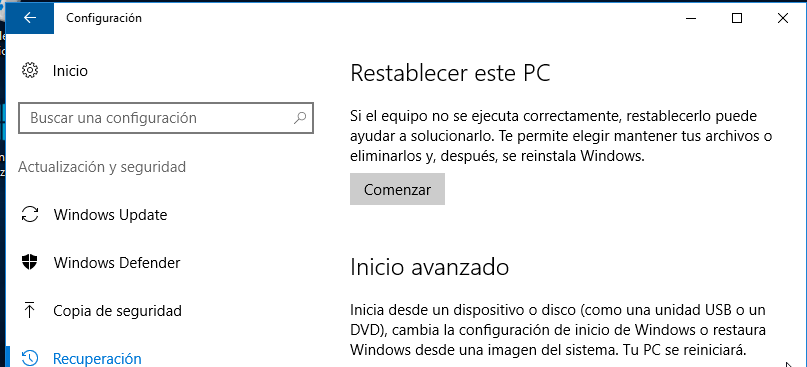 Configuración
Inicio
Buscar una configuración
Actualización y seguridad
Windows Update
Windows Defender
Copia de seguridad
Recuperación
Restablecer este PC
Si el equipo no se ejecuta correctamente, restablecerlo puede
ayudar a solucionarlo. Te permite elegir mantener tus archivos o
eliminarlos y, después, se reinstala Windows.
Comenzar
Inicio avanzado
Inicia desde un dispositivo o disco (como una unidad USB o un
DVD), cambia la configuración de inicio de Windows o restaura
Windows desde una imagen del sistema. Tu PC se reiniciará.